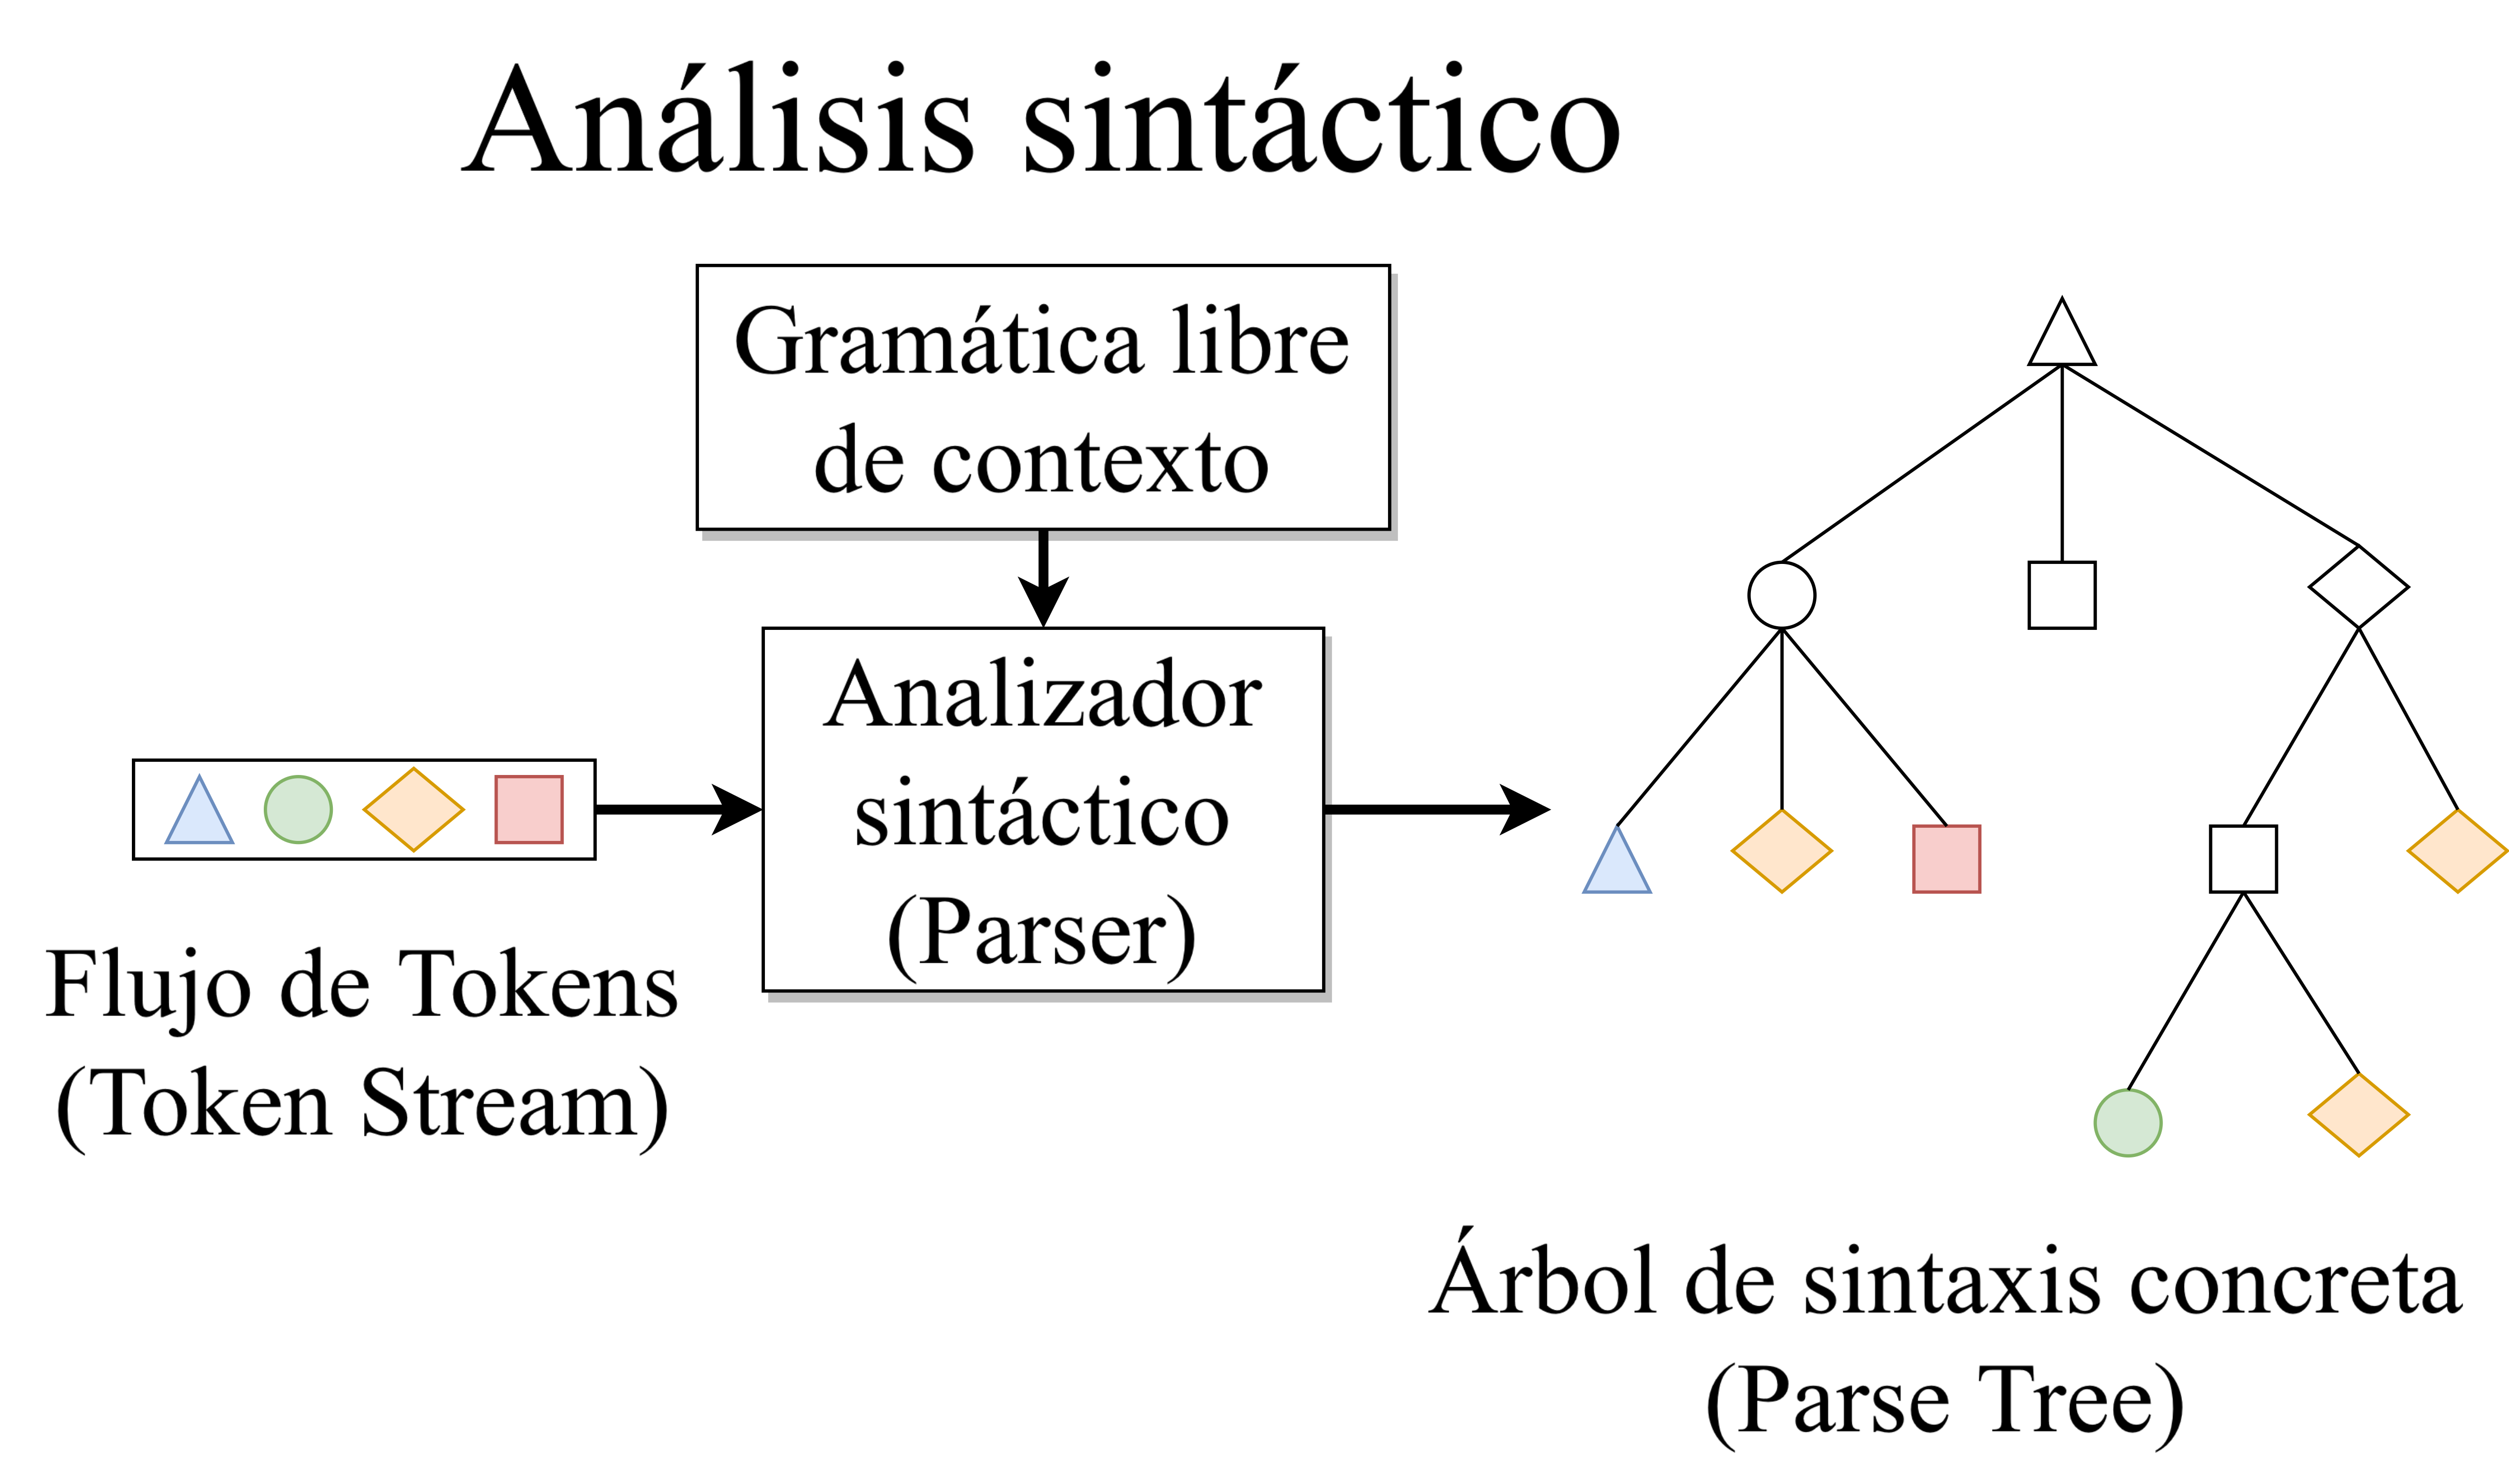 Análisis sintáctico
Gramática libre
de contexto
Analizador
sintáctico
(Parser)
Flujo de Tokens
(Token Stream)
Árbol de sintaxis concreta
(Parse Tree)